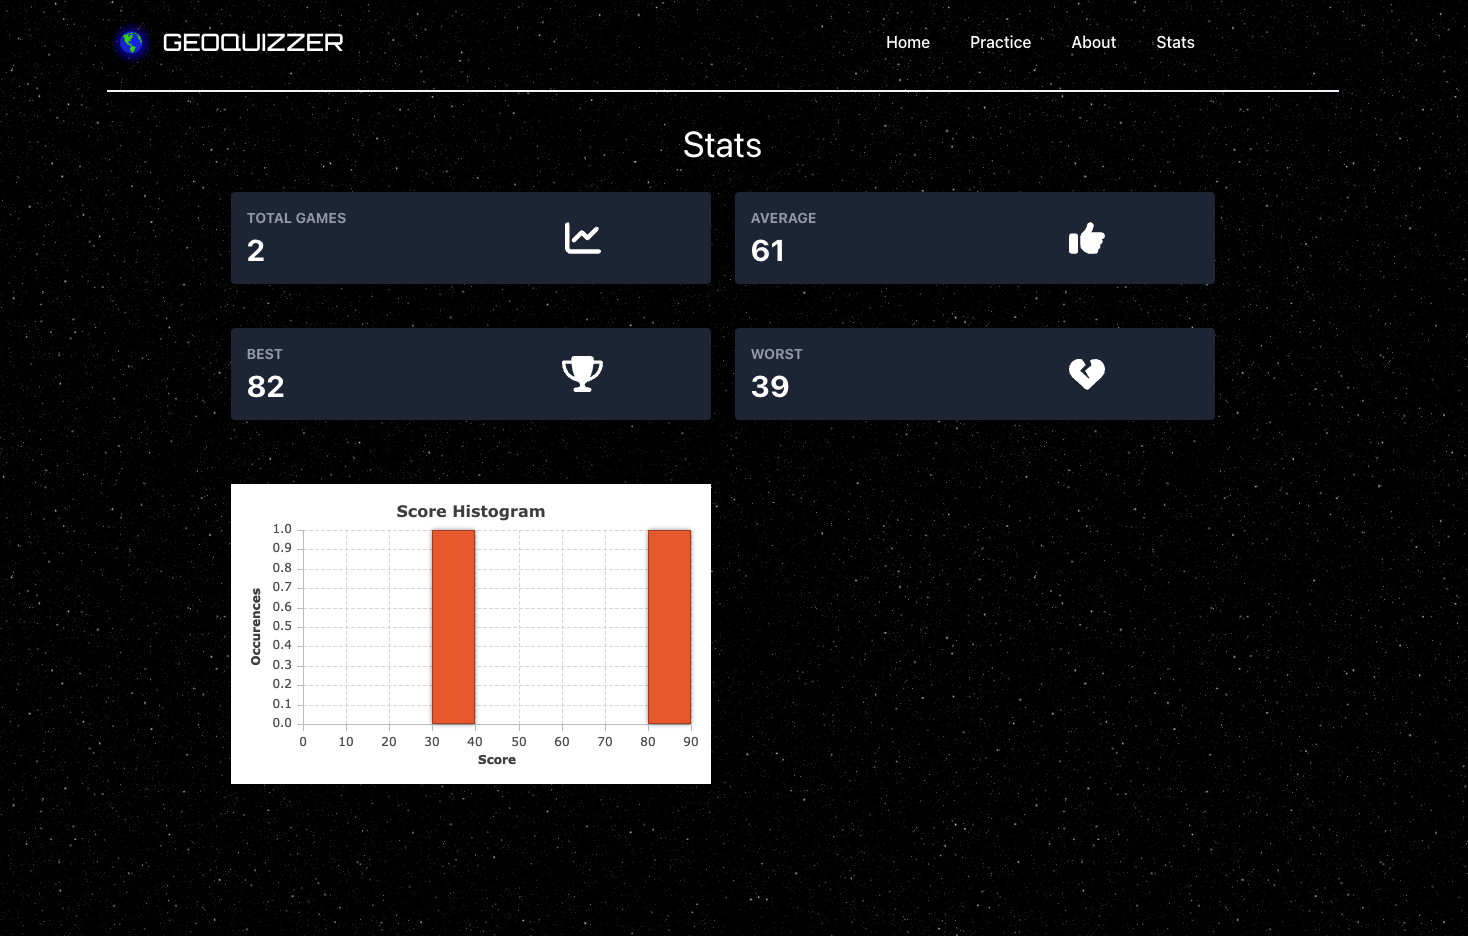 GEOQUIZZER
Home Practice About Stats
Stats
TOTAL GAMES
2
AVERAGE
61
BEST
82
WORST
39
Score Histogram
1.0
0.9
0.8
0.7
0.6
0.5
0.4
0.3
0.2
0.1
0.0
Occurences
0 10 20 30 40 50 60 70 80 90
Score